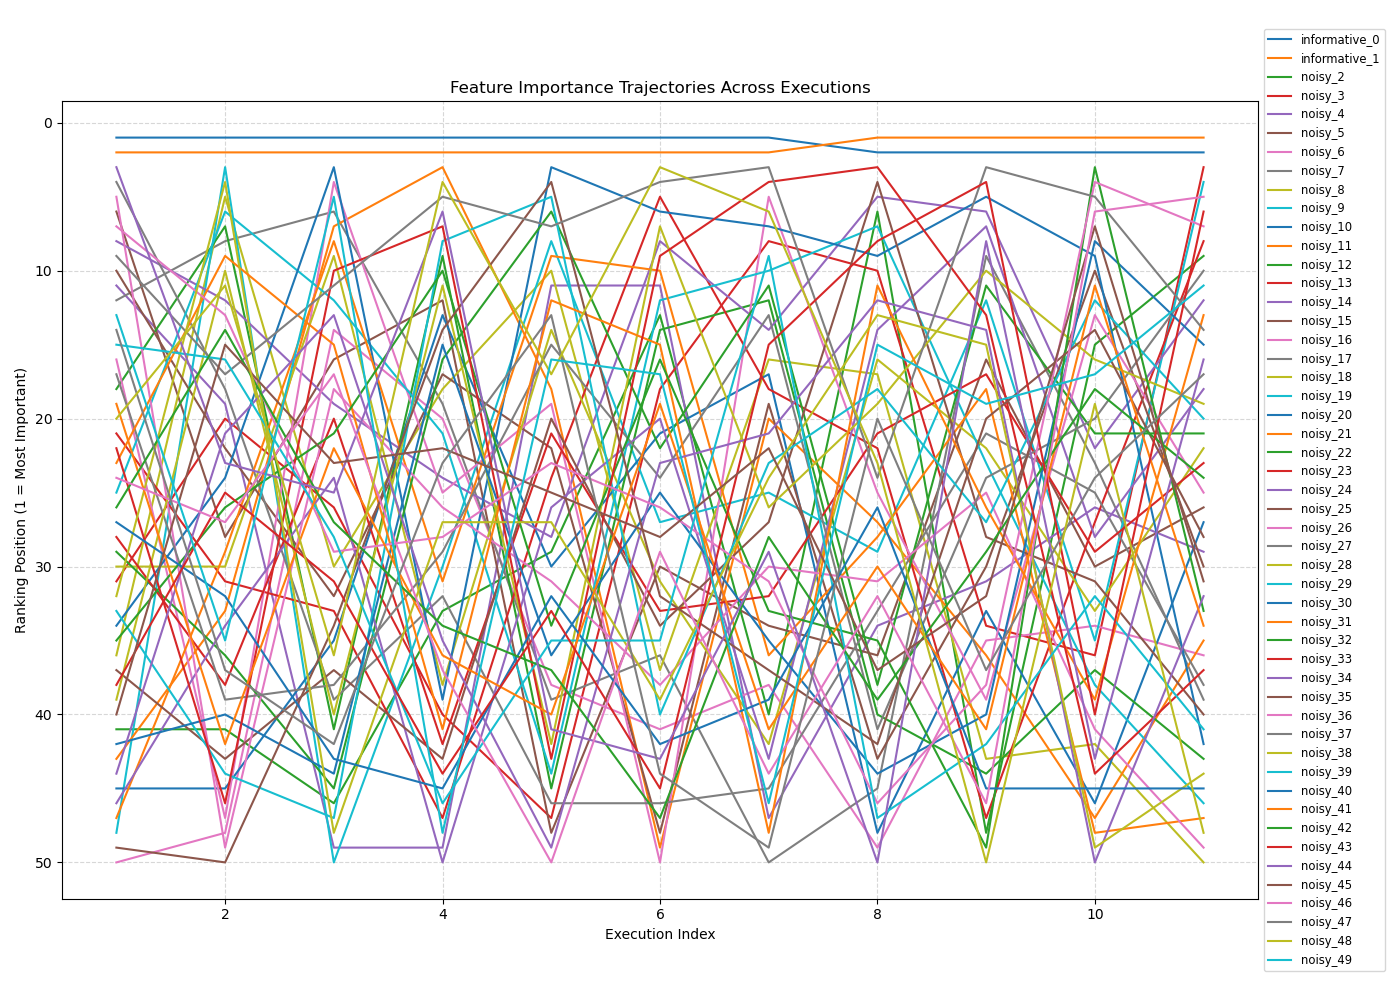 Feature Importance Trajectories Across Executions
Ranking Position (1 = Most Important)
0
10
20
30
40
50
2
4
6
8
10
Execution Index
informative_0
informative_1
noisy_2
noisy_3
noisy_4
noisy_5
noisy_6
noisy_7
noisy_8
noisy_9
noisy_10
noisy_11
noisy_12
noisy_13
noisy_14
noisy_15
noisy_16
noisy_17
noisy_18
noisy_19
noisy_20
noisy_21
noisy_22
noisy_23
noisy_24
noisy_25
noisy_26
noisy_27
noisy_28
noisy_29
noisy_30
noisy_31
noisy_32
noisy_33
noisy_34
noisy_35
noisy_36
noisy_37
noisy_38
noisy_39
noisy_40
noisy_41
noisy_42
noisy_43
noisy_44
noisy_45
noisy_46
noisy_47
noisy_48
noisy_49